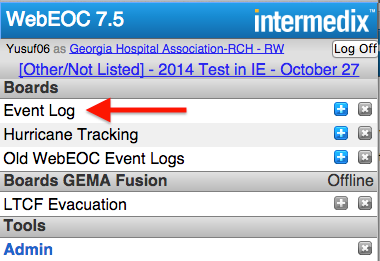 WebEOC 7.5 intermedix
Yusuf06 as Georgia Hospital Association-RCH - RW Log Off
[Other/Not Listed] - 2014 Test in IE - October 27
Boards
Event Log
Hurricane Tracking
Old WebEOC Event Logs
Boards GEMA Fusion Offline
LTCF Evacuation
Tools
Admin